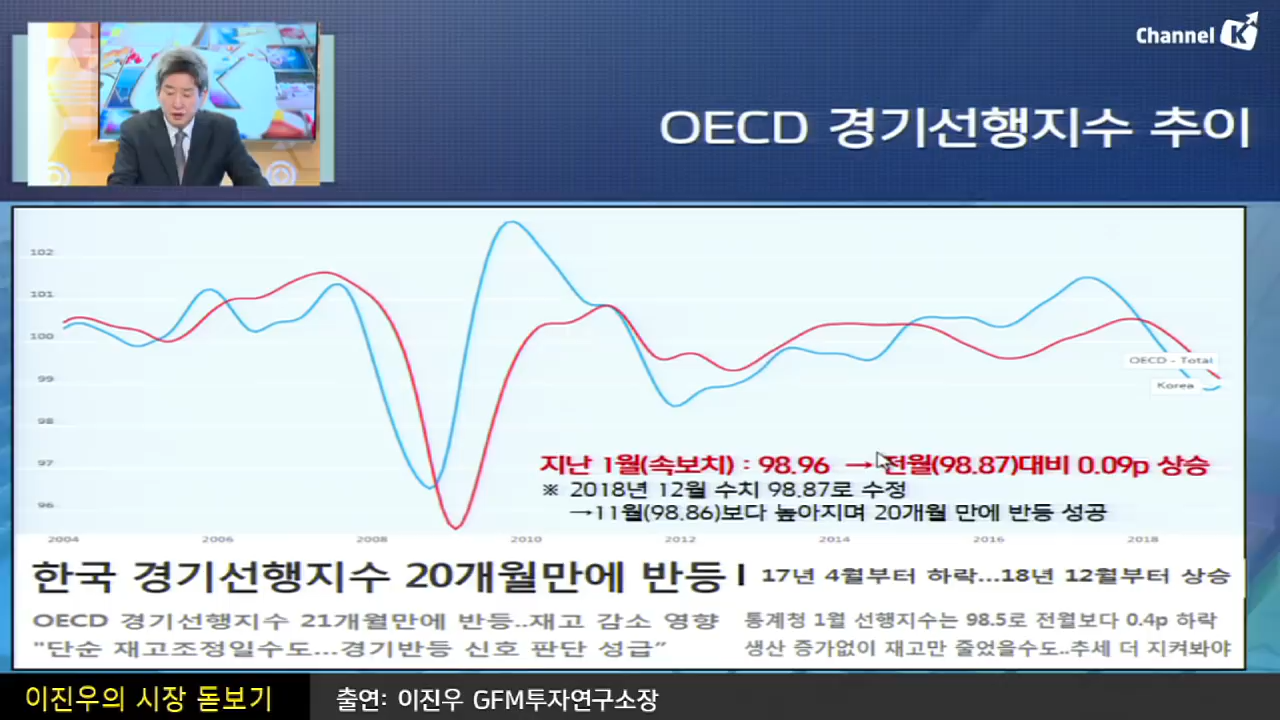 Channel K
OECD 경기선행지수 추이
102
101
100
99
98
97
96
OECD - Total
Korea
지난 1월(속보치) : 98.96 → 전월(98.87)대비 0.09p 상승
※ 2018년 12월 수치 98.87로 수정
→11월(98.86)보다 높아지며 20개월 만에 반등 성공
2004 2006 2008 2010 2012 2014 2016 2018
한국 경기선행지수 20개월만에 반등 | 17년 4월부터 하락...18년 12월부터 상승
OECD 경기선행지수 21개월만에 반등..재고 감소 영향
"단순 재고조정일수도...경기반등 신호 판단 성급"
통계청 1월 선행지수는 98.5로 전월보다 0.4p 하락
생산 증가없이 재고만 줄었을수도..추세 더 지켜봐야
이진우의 시장 돋보기
출연: 이진우 GFM투자연구소장